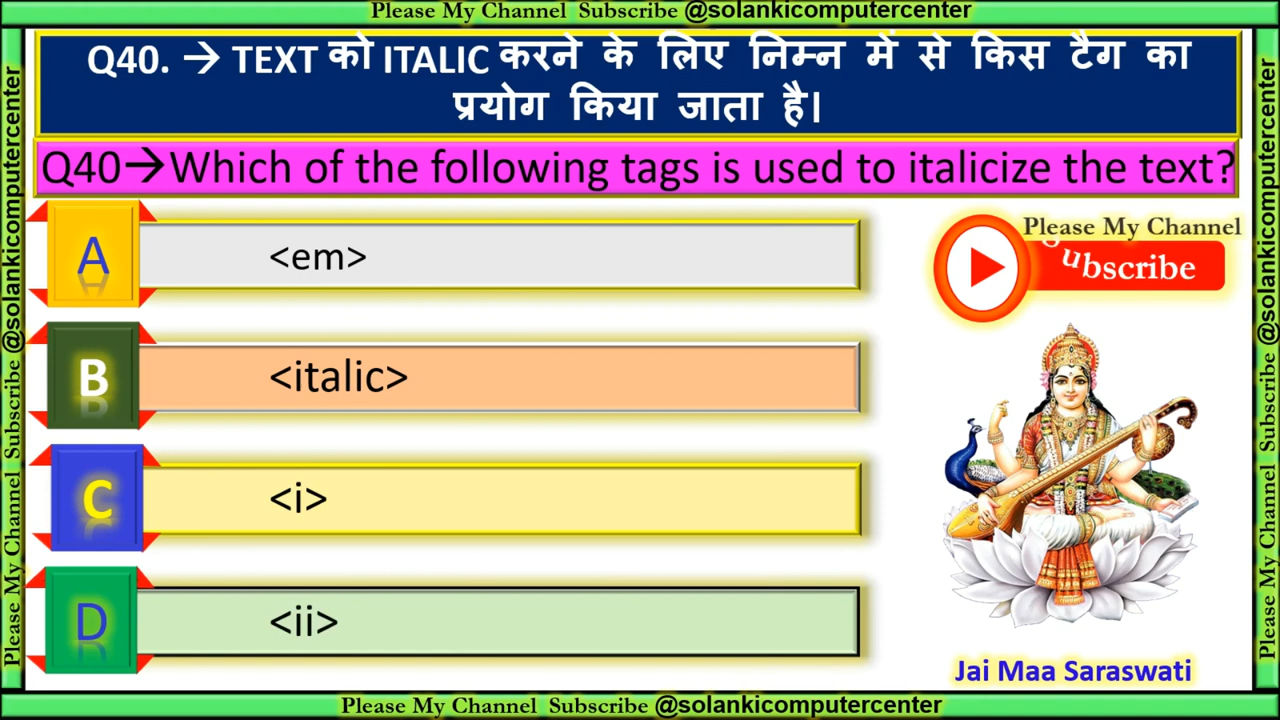 Please My Channel Subscribe @solankicomputercenter
Q40. → TEXT को ITALIC करने के लिए निम्न में से किस टैग का
प्रयोग किया जाता है।
Q40→Which of the following tags is used to italicize the text?
A <em>
B <italic>
C <i>
D <ii>
Please My Channel
Subscribe
Jai Maa Saraswati
Please My Channel Subscribe @solankicomputercenter
Please My Channel Subscribe @solankicomputercenter
Please My Channel Subscribe @solankicomputercenter